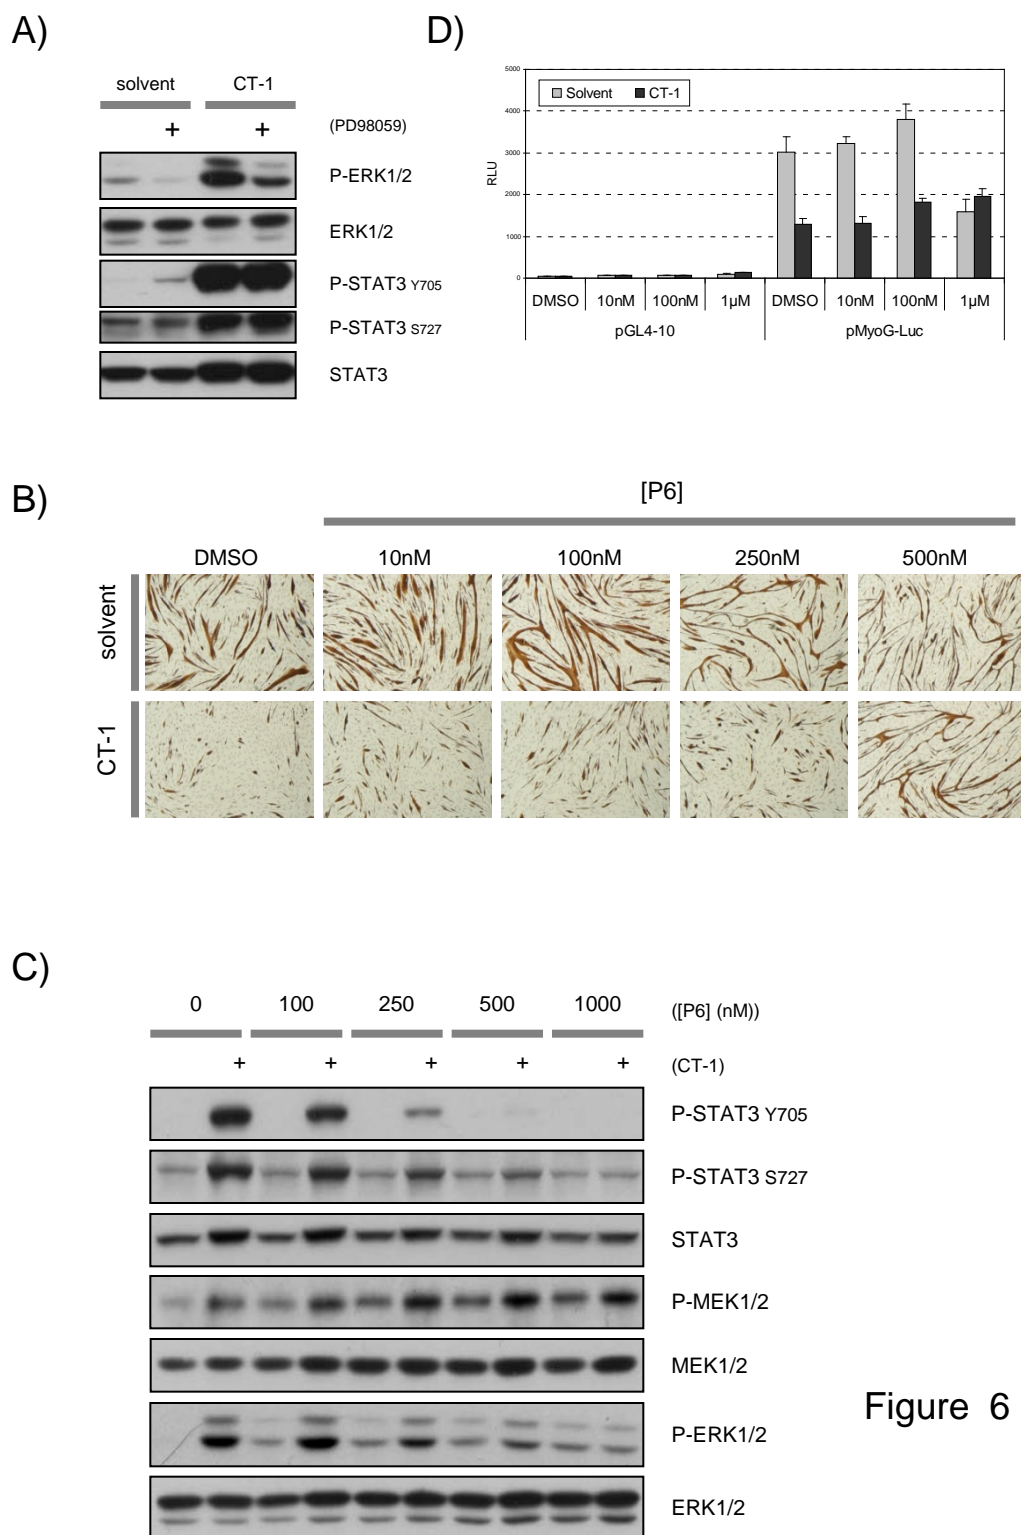 A)
solvent CT-1
+ + (PD98059)
P-ERK1/2
ERK1/2
P-STAT3 Y705
P-STAT3 S727
STAT3
D)
5000
4000
3000
2000
1000
0
RLU
Solvent CT-1
DMSO 10nM 100nM 1µM DMSO 10nM 100nM 1µM
pGL4-10 pMyoG-Luc
B)
[P6]
DMSO 10nM 100nM 250nM 500nM
solvent
CT-1
C)
0 100 250 500 1000 ([P6] (nM))
+ + + + + (CT-1)
P-STAT3 Y705
P-STAT3 S727
STAT3
P-MEK1/2
MEK1/2
P-ERK1/2
ERK1/2
Figure 6